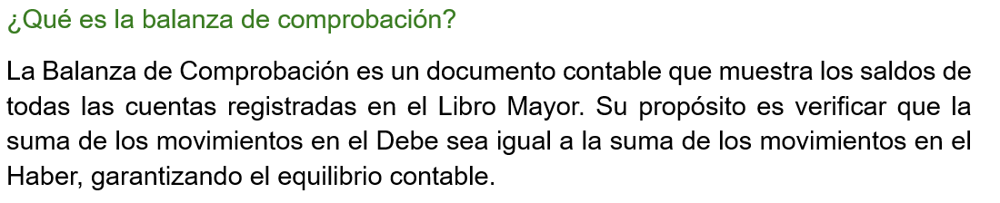 ¿Qué es la balanza de comprobación?
La Balanza de Comprobación es un documento contable que muestra los saldos de
todas las cuentas registradas en el Libro Mayor. Su propósito es verificar que la
suma de los movimientos en el Debe sea igual a la suma de los movimientos en el
Haber, garantizando el equilibrio contable.